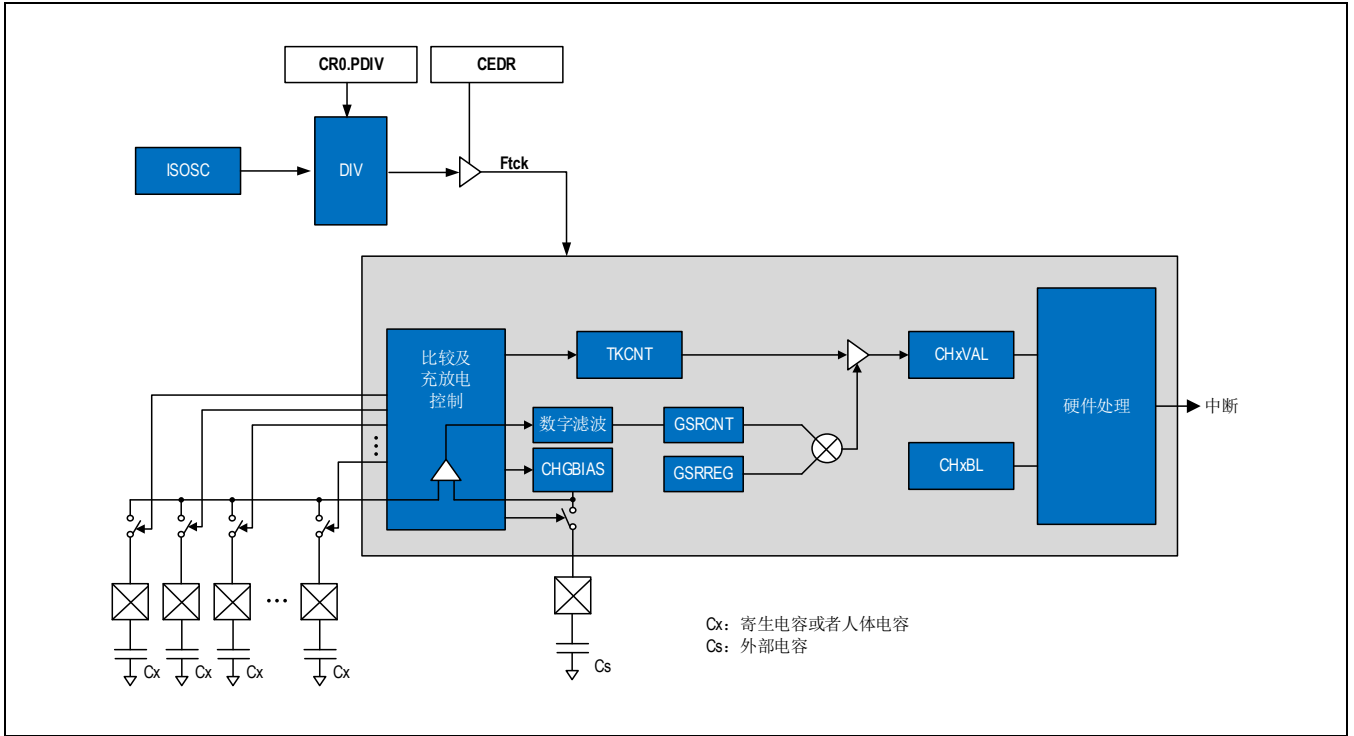 CR0.PDIV
CEDR
ISOSC
DIV
Ftck
比较及
充放电
控制
TKCNT
CHxVAL
硬件处理
中断
数字滤波
GSRCNT
CHGBIAS
GSRREG
CHxBL
Cx
Cx
Cx
Cx
Cs
Cx：寄生电容或者人体电容
Cs：外部电容